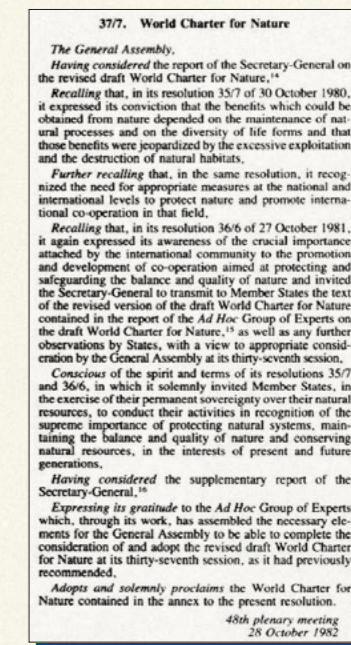 37/7. World Charter for Nature
The General Assembly,
Having considered the report of the Secretary-General on
the revised draft World Charter for Nature,¹⁴
Recalling that, in its resolution 35/7 of 30 October 1980,
it expressed its conviction that the benefits which could be
obtained from nature depended on the maintenance of nat-
ural processes and on the diversity of life forms and that
those benefits were jeopardized by the excessive exploitation
and the destruction of natural habitats,
Further recalling that, in the same resolution, it recog-
nized the need for appropriate measures at the national and
international levels to protect nature and promote interna-
tional co-operation in that field,
Recalling that, in its resolution 36/6 of 27 October 1981,
it again expressed its awareness of the crucial importance
attached by the international community to the promotion
and development of co-operation aimed at protecting and
safeguarding the balance and quality of nature and invited
the Secretary-General to transmit to Member States the text
of the revised version of the draft World Charter for Nature
contained in the report of the Ad Hoc Group of Experts on
the draft World Charter for Nature,¹⁵ as well as any further
observations by States, with a view to appropriate consid-
eration by the General Assembly at its thirty-seventh session,
Conscious of the spirit and terms of its resolutions 35/7
and 36/6, in which it solemnly invited Member States, in
the exercise of their permanent sovereignty over their natural
resources, to conduct their activities in recognition of the
supreme importance of protecting natural systems, main-
taining the balance and quality of nature and conserving
natural resources, in the interests of present and future
generations,
Having considered the supplementary report of the
Secretary-General,¹⁶
Expressing its gratitude to the Ad Hoc Group of Experts
which, through its work, has assembled the necessary ele-
ments for the General Assembly to be able to complete the
consideration of and adopt the revised draft World Charter
for Nature at its thirty-seventh session, as it had previously
recommended,
Adopts and solemnly proclaims the World Charter for
Nature contained in the annex to the present resolution.
48th plenary meeting
28 October 1982